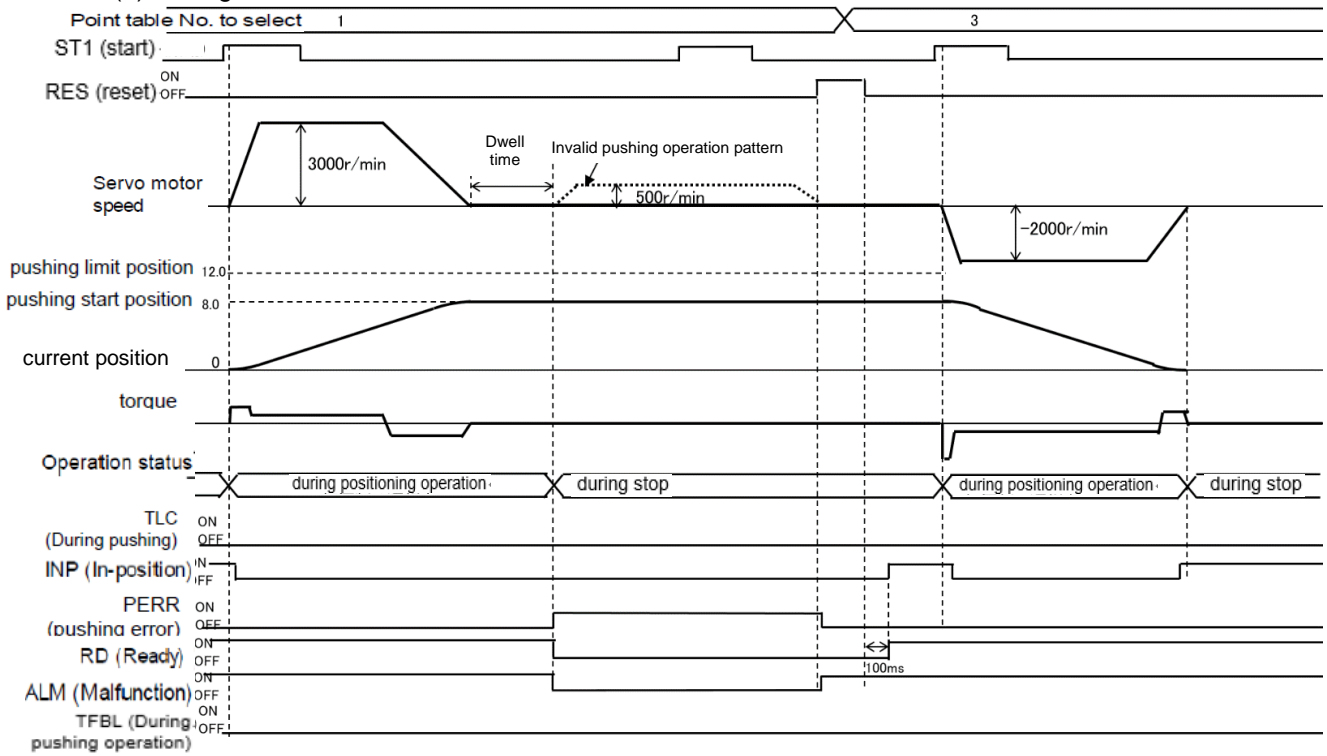 Point table No. to select 1 3
ST1 (start)
RES (reset) ON
OFF
3000r/min
Dwell
time
Invalid pushing operation pattern
500r/min
Servo motor
speed
-2000r/min
pushing limit position 12.0
pushing start position 8.0
current position 0
torque
Operation status
during positioning operation during stop during positioning operation during stop
TLC ON
(During pushing) OFF
INP (In-position) OFF
PERR ON
(pushing error) OFF
ON
RD (Ready) OFF
100ms
ON
ALM (Malfunction) OFF
ON
TFBL (During OFF
pushing operation)